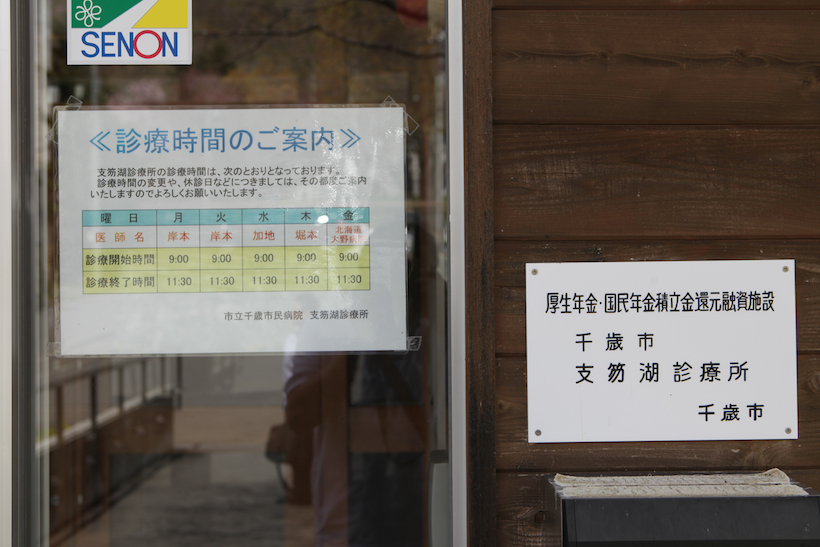 SENON
≪診療時間のご案内≫
支笏湖診療所の診療時間は、次のとおりとなっております。
診療時間の変更や、休診日などにつきましては、その都度ご案内
いたしますのでよろしくお願いいたします。
曜 日 月 火 水 木 金
医師名 岸本 岸本 加地 堀本 北海道
大野
診療開始時間 9:00 9:00 9:00 9:00 9:00
診療終了時間 11:30 11:30 11:30 11:30 11:30
市立千歳市民病院 支笏湖診療所
厚生年金・国民年金積立金還元融資施設
千歳市
支笏湖診療所
千歳市